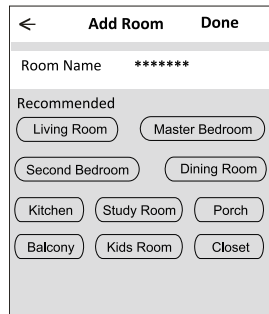 Add Room Done
Room Name *******
Recommended
Living Room Master Bedroom
Second Bedroom Dining Room
Kitchen Study Room Porch
Balcony Kids Room Closet